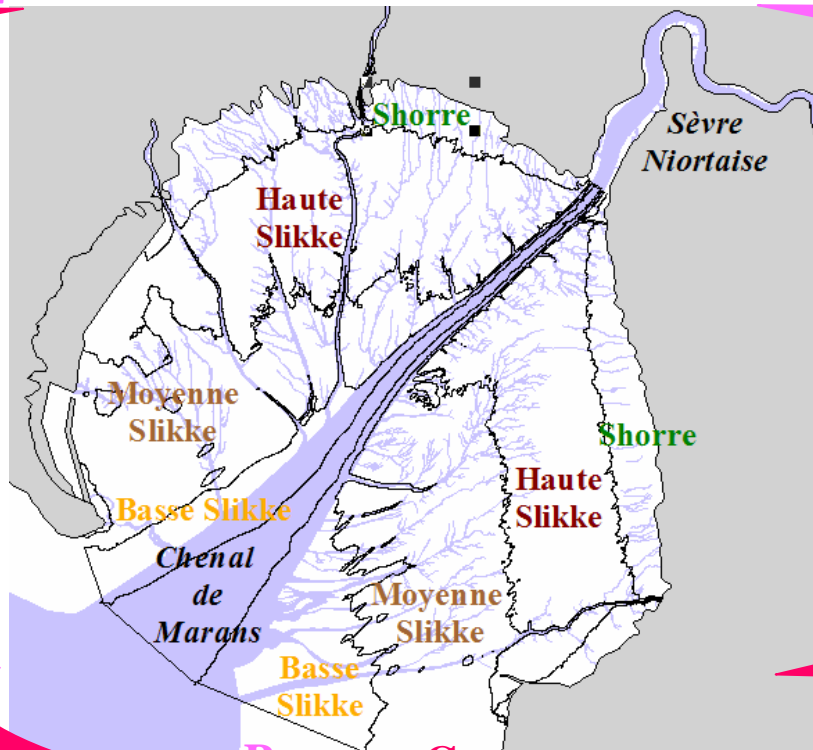 Shorre
Sèvre
Niortaise
Haute
Slikke
Moyenne
Slikke
Shorre
Haute
Slikke
Basse Slikke
Chenal
de
Marans
Moyenne
Slikke
Basse
Slikke